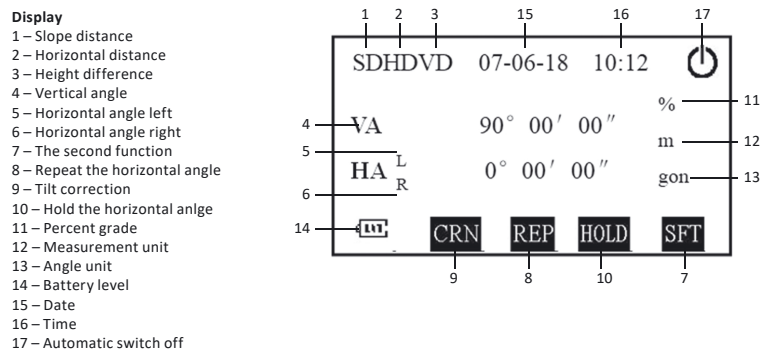 Display
1 – Slope distance
2 – Horizontal distance
3 – Height difference
4 – Vertical angle
5 – Horizontal angle left
6 – Horizontal angle right
7 – The second function
8 – Repeat the horizontal angle
9 – Tilt correction
10 – Hold the horizontal anlge
11 – Percent grade
12 – Measurement unit
13 – Angle unit
14 – Battery level
15 – Date
16 – Time
17 – Automatic switch off
1 2 3 15 16 17
SDHDVD 07-06-18 10:12
% 11
4 VA 90° 00′ 00″
m 12
5 L
HA 0° 00′ 00″
R gon 13
6
14 CRN REP HOLD SFT
9 8 10 7